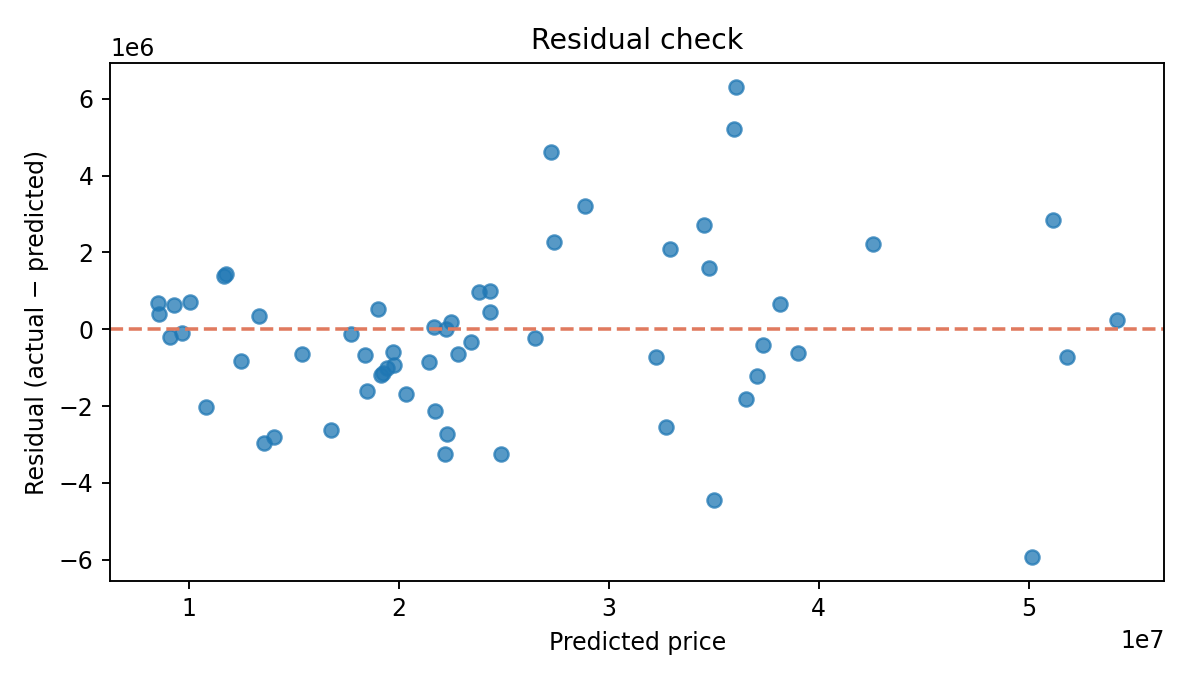 Residual check
1e6
6
4
2
0
−2
−4
−6
Residual (actual − predicted)
1 2 3 4 5
1e7
Predicted price